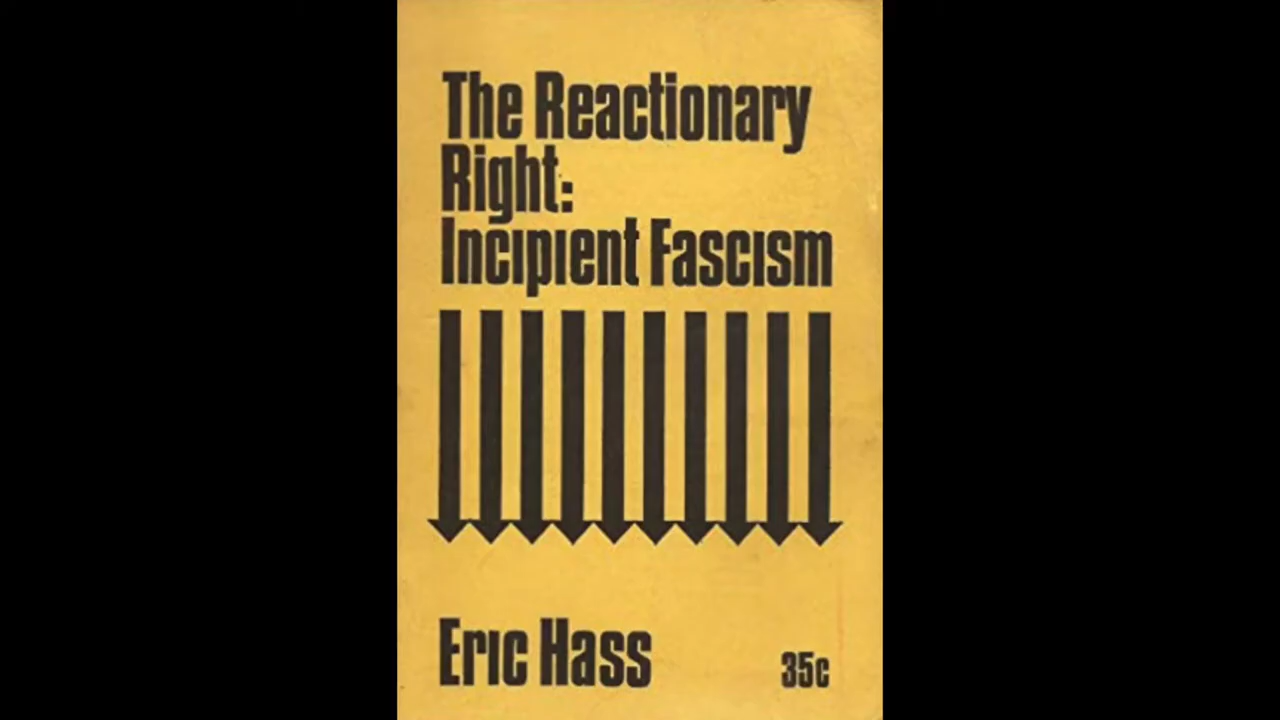 The Reactionary
Right:
Incipient Fascism
Eric Hass
35c